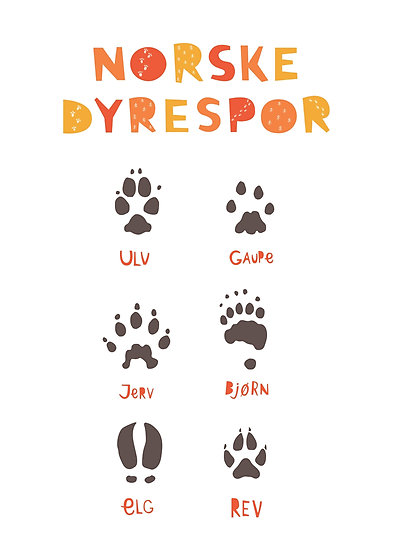 NORSKE
DYRESPOR
ULV
GAUPe
JeRV
BjØRN
eLG
REV